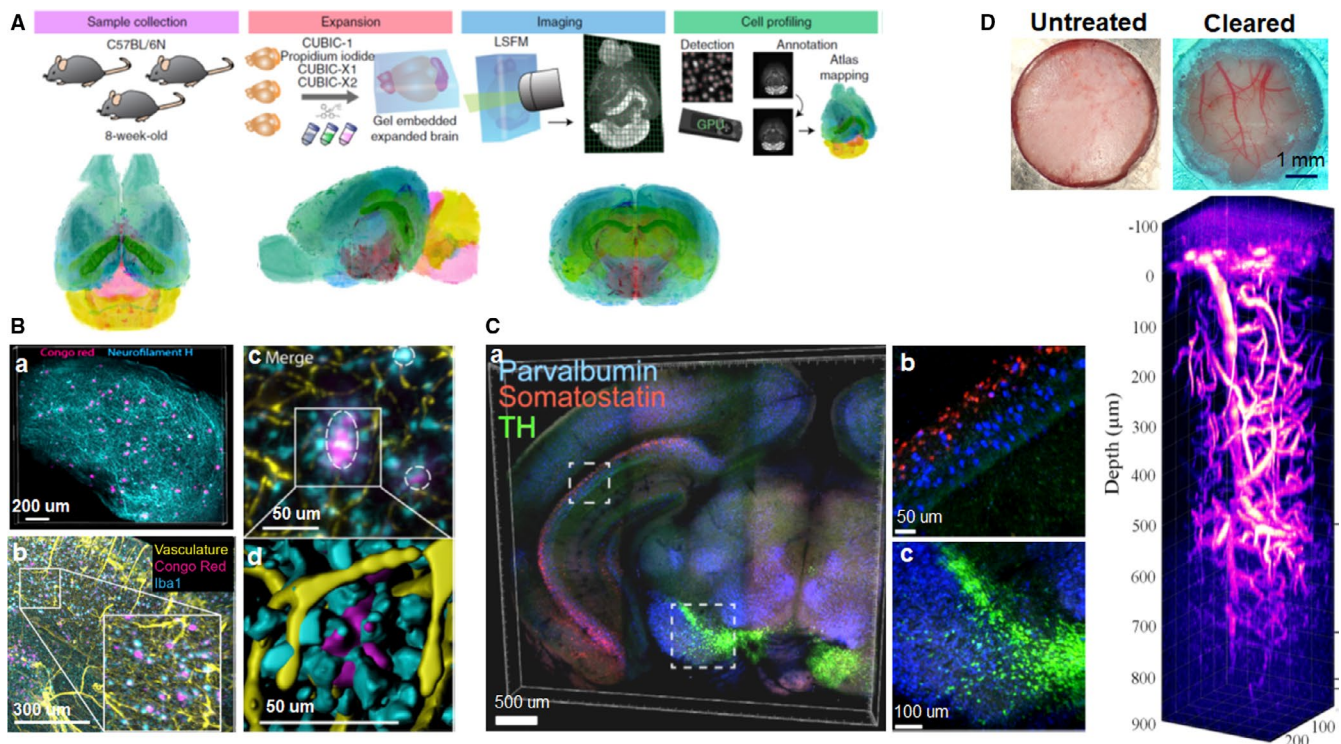 A
Sample collection
Expansion
Imaging
Cell profiling
C57BL/6N
8-week-old
CUBIC-1
Propidium iodide
CUBIC-X1
CUBIC-X2
Gel embedded
expanded brain
LSFM
Detection
Annotation
GPU
Atlas
mapping
B
a
Congo red
Neurofilament H
200 um
b
Vasculature
Congo Red
Iba1
300 um
c
Merge
50 um
d
50 um
C
a
Parvalbumin
Somatostatin
TH
500 um
b
50 um
c
100 um
D
Untreated
Cleared
1 mm
Depth (μm)
-100
0
100
200
300
400
500
600
700
800
900
200
100